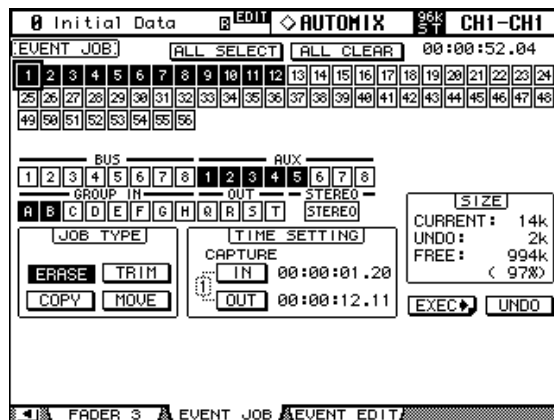 0 Initial Data EDIT AUTOMIX 96k ST CH1-CH1
EVENT JOB ALL SELECT ALL CLEAR 00:00:52.04
1 2 3 4 5 6 7 8 9 10 11 12 13 14 15 16 17 18 19 20 21 22 23 24
25 26 27 28 29 30 31 32 33 34 35 36 37 38 39 40 41 42 43 44 45 46 47 48
49 50 51 52 53 54 55 56
BUS AUX
1 2 3 4 5 6 7 8 1 2 3 4 5 6 7 8
GROUP IN OUT STEREO
A B C D E F G H Q R S T STEREO
JOB TYPE
ERASE TRIM
COPY MOVE
TIME SETTING
CAPTURE
1 IN 00:00:01.20
OUT 00:00:12.11
SIZE
CURRENT: 14k
UNDO: 2k
FREE: 994k
( 97%)
EXEC UNDO
FADER 3 EVENT JOB EVENT EDIT